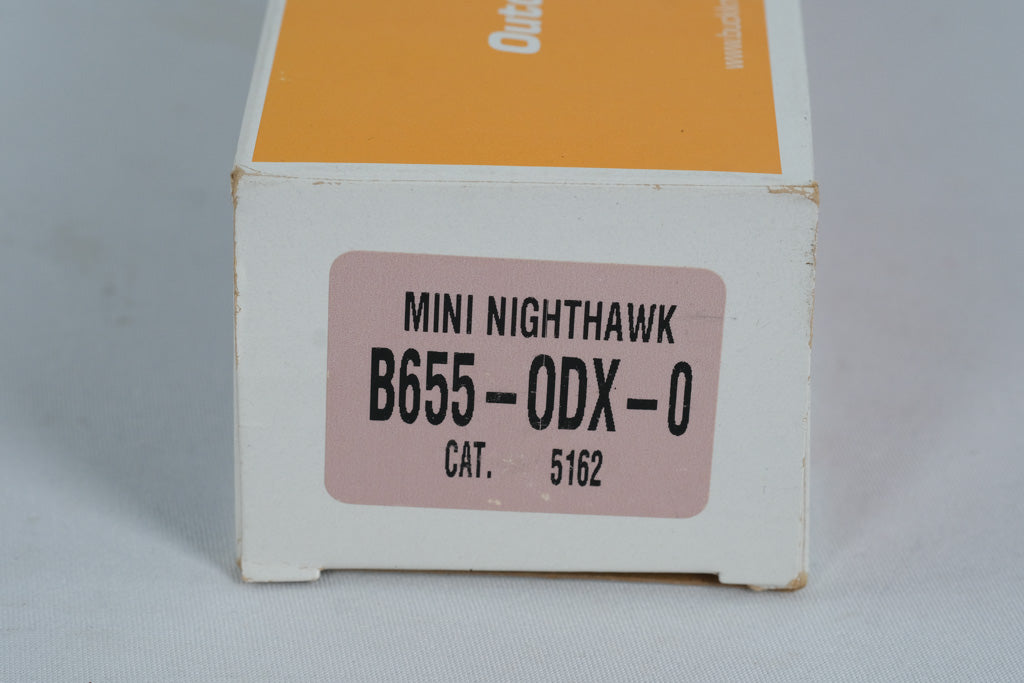 MINI NIGHTHAWK
B655-ODX-0
CAT. 5162